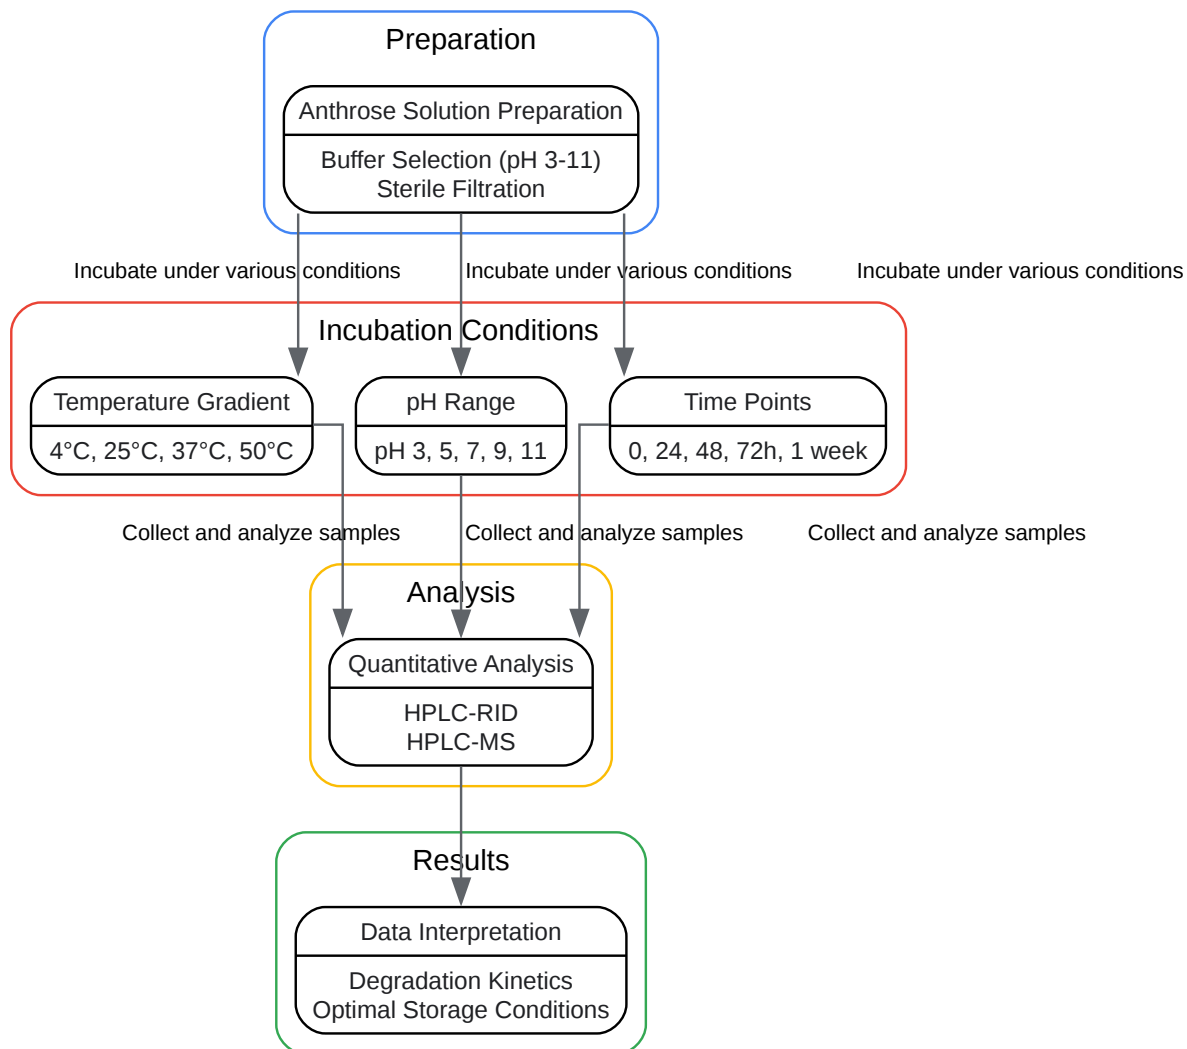 Preparation
Anthrose Solution Preparation
Buffer Selection (pH 3-11)
Sterile Filtration
Incubate under various conditions
Incubate under various conditions
Incubate under various conditions
Incubation Conditions
Temperature Gradient
4°C, 25°C, 37°C, 50°C
pH Range
pH 3, 5, 7, 9, 11
Time Points
0, 24, 48, 72h, 1 week
Collect and analyze samples
Collect and analyze samples
Collect and analyze samples
Analysis
Quantitative Analysis
HPLC-RID
HPLC-MS
Results
Data Interpretation
Degradation Kinetics
Optimal Storage Conditions